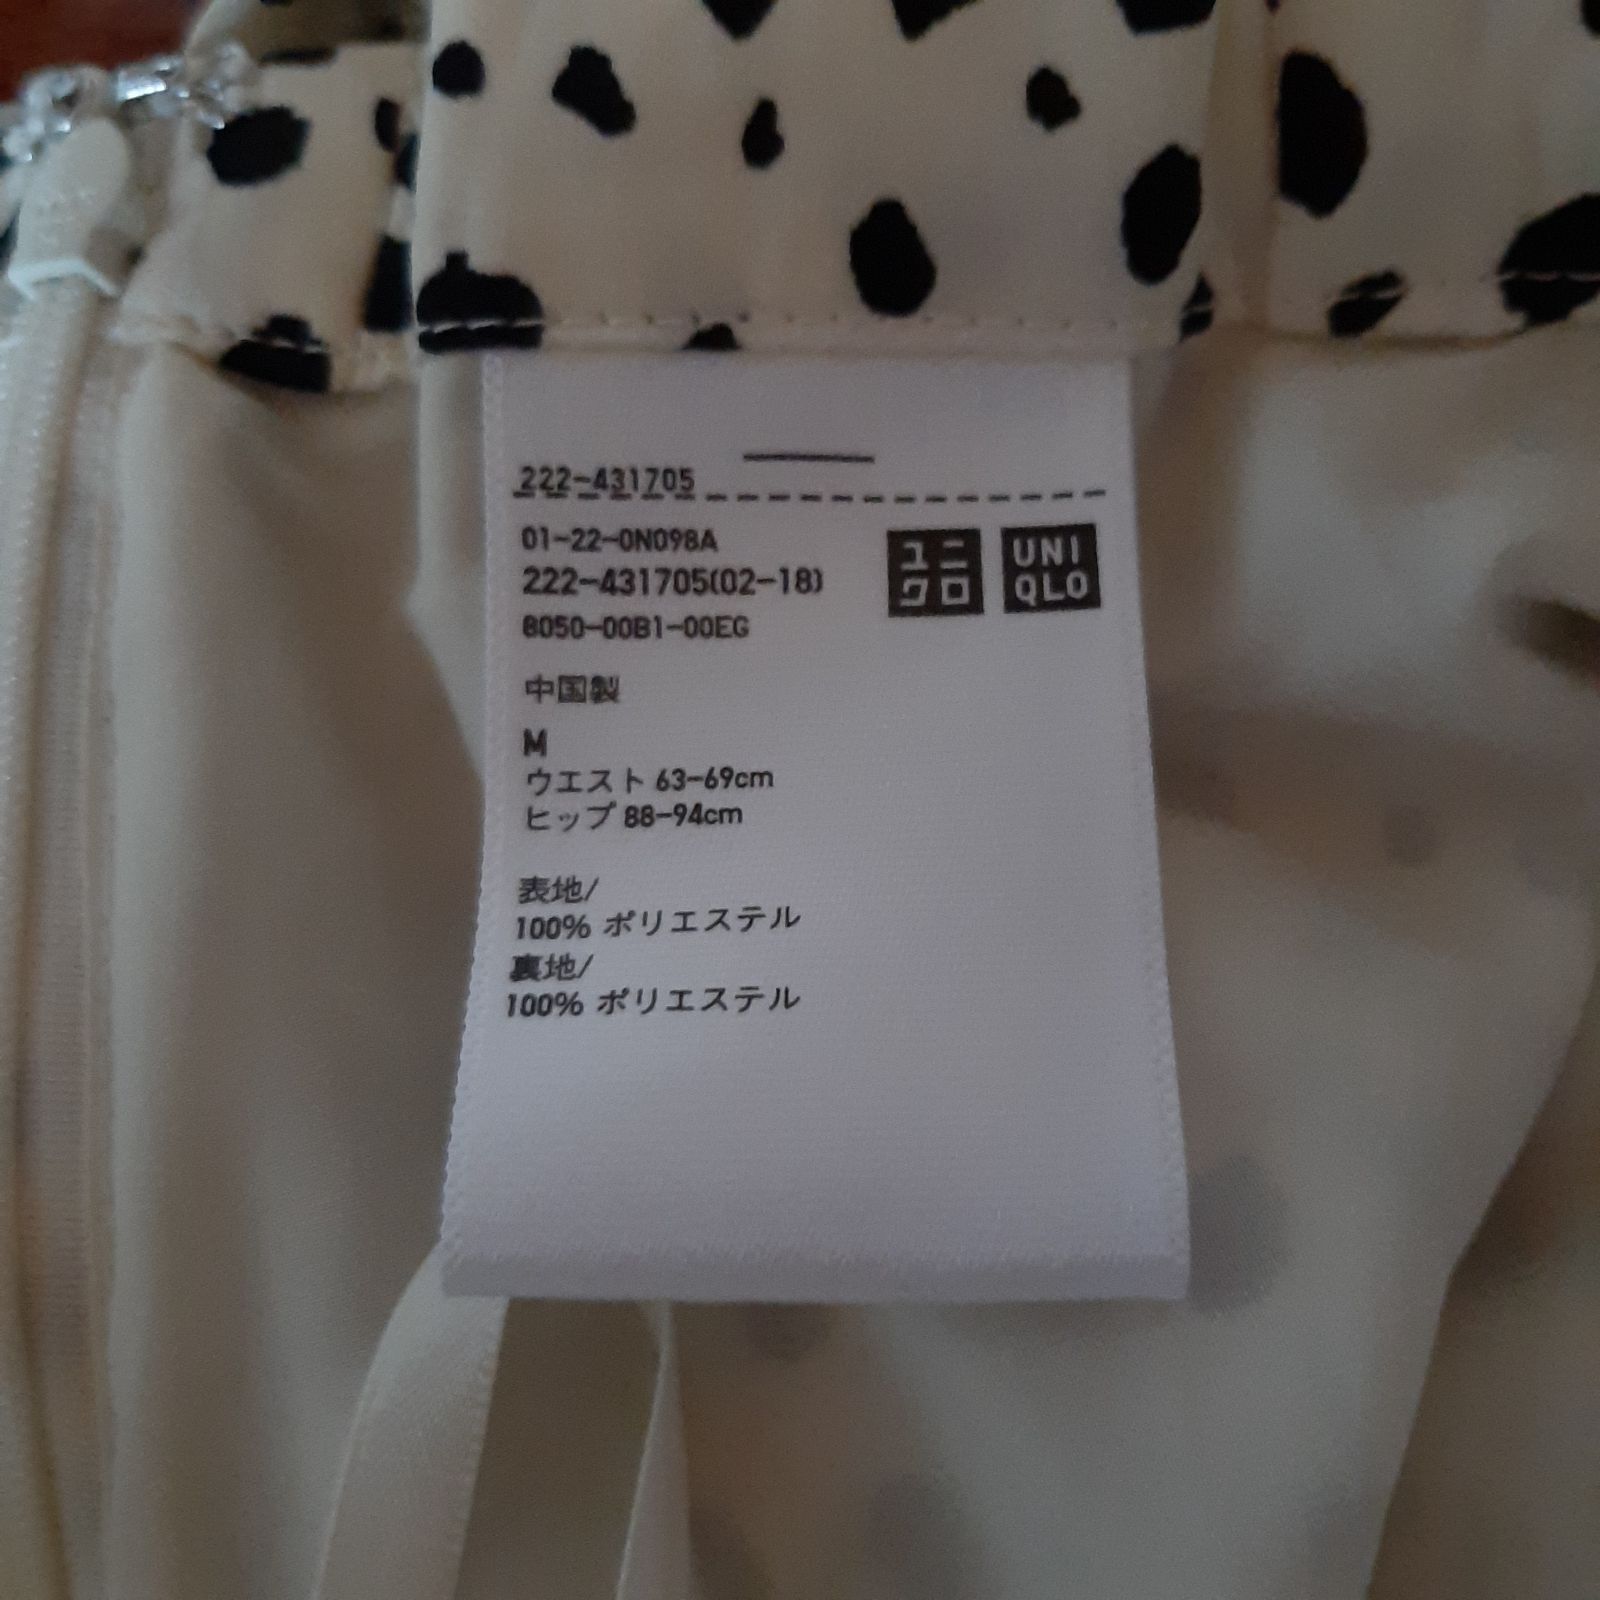 222-431705
01-22-0N098A
222-431705(02-18)
8050-00B1-00EG
ユニ
クロ
UNI
QLO
中国製
M
ウエスト 63-69cm
ヒップ 88-94cm
表地/
100% ポリエステル
裏地/
100% ポリエステル